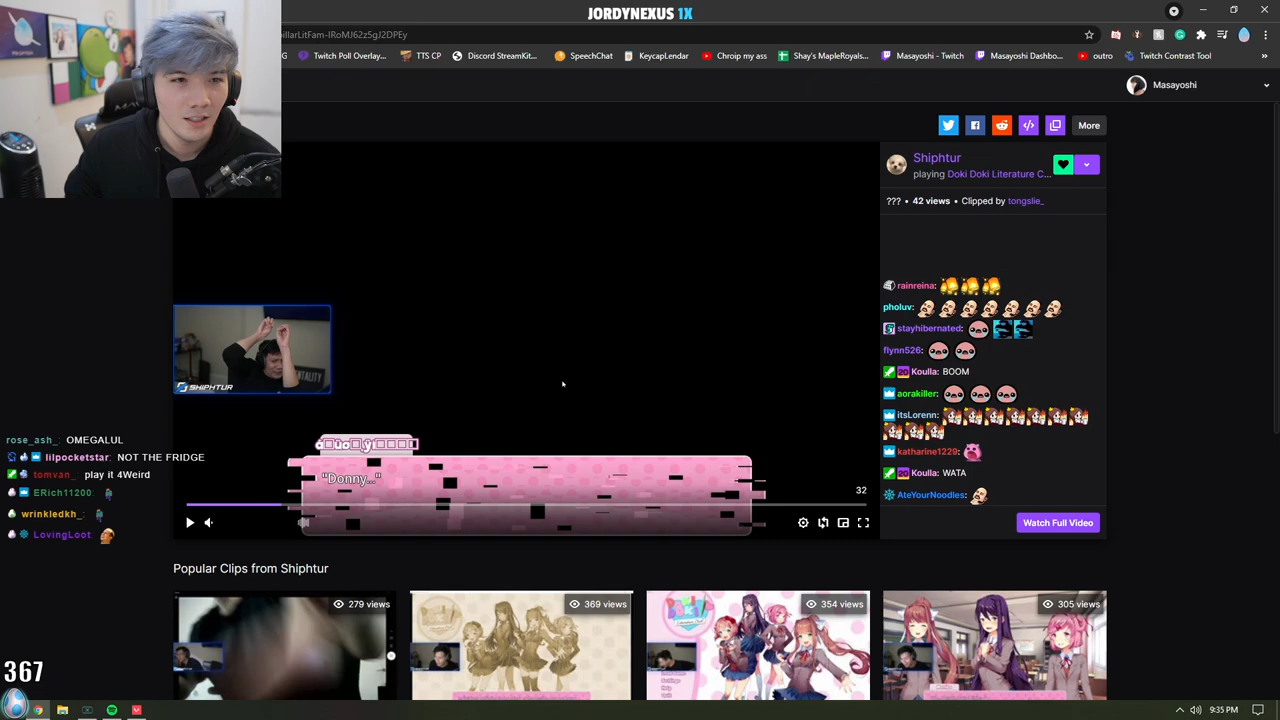 JORDYNEXUS 1X
illarLitFam-IRoMJ62z5gJ2DPEy
G
Twitch Poll Overlay...
TTS CP
Discord StreamKit...
SpeechChat
KeycapLendar
Chroip my ass
Shay's MapleRoyals...
Masayoshi - Twitch
Masayoshi Dashbo...
outro
Twitch Contrast Tool
»
Masayoshi
More
Shiphtur
playing Doki Doki Literature C...
??? • 42 views • Clipped by tongslie_
rainreina:
pholuv:
stayhibernated:
flynn526:
20 Koulla: BOOM
aorakiller:
itsLorenn:
katharine1229:
20 Koulla: WATA
AteYourNoodles:
Watch Full Video
SHIPHTUR
"Donny..."
32
rose_ash_: OMEGALUL
lilpocketstar: NOT THE FRIDGE
tomvan_: play it 4Weird
ERich11200:
wrinkledkh_:
LovingLoot:
Popular Clips from Shiphtur
279 views
369 views
354 views
305 views
367
9:35 PM